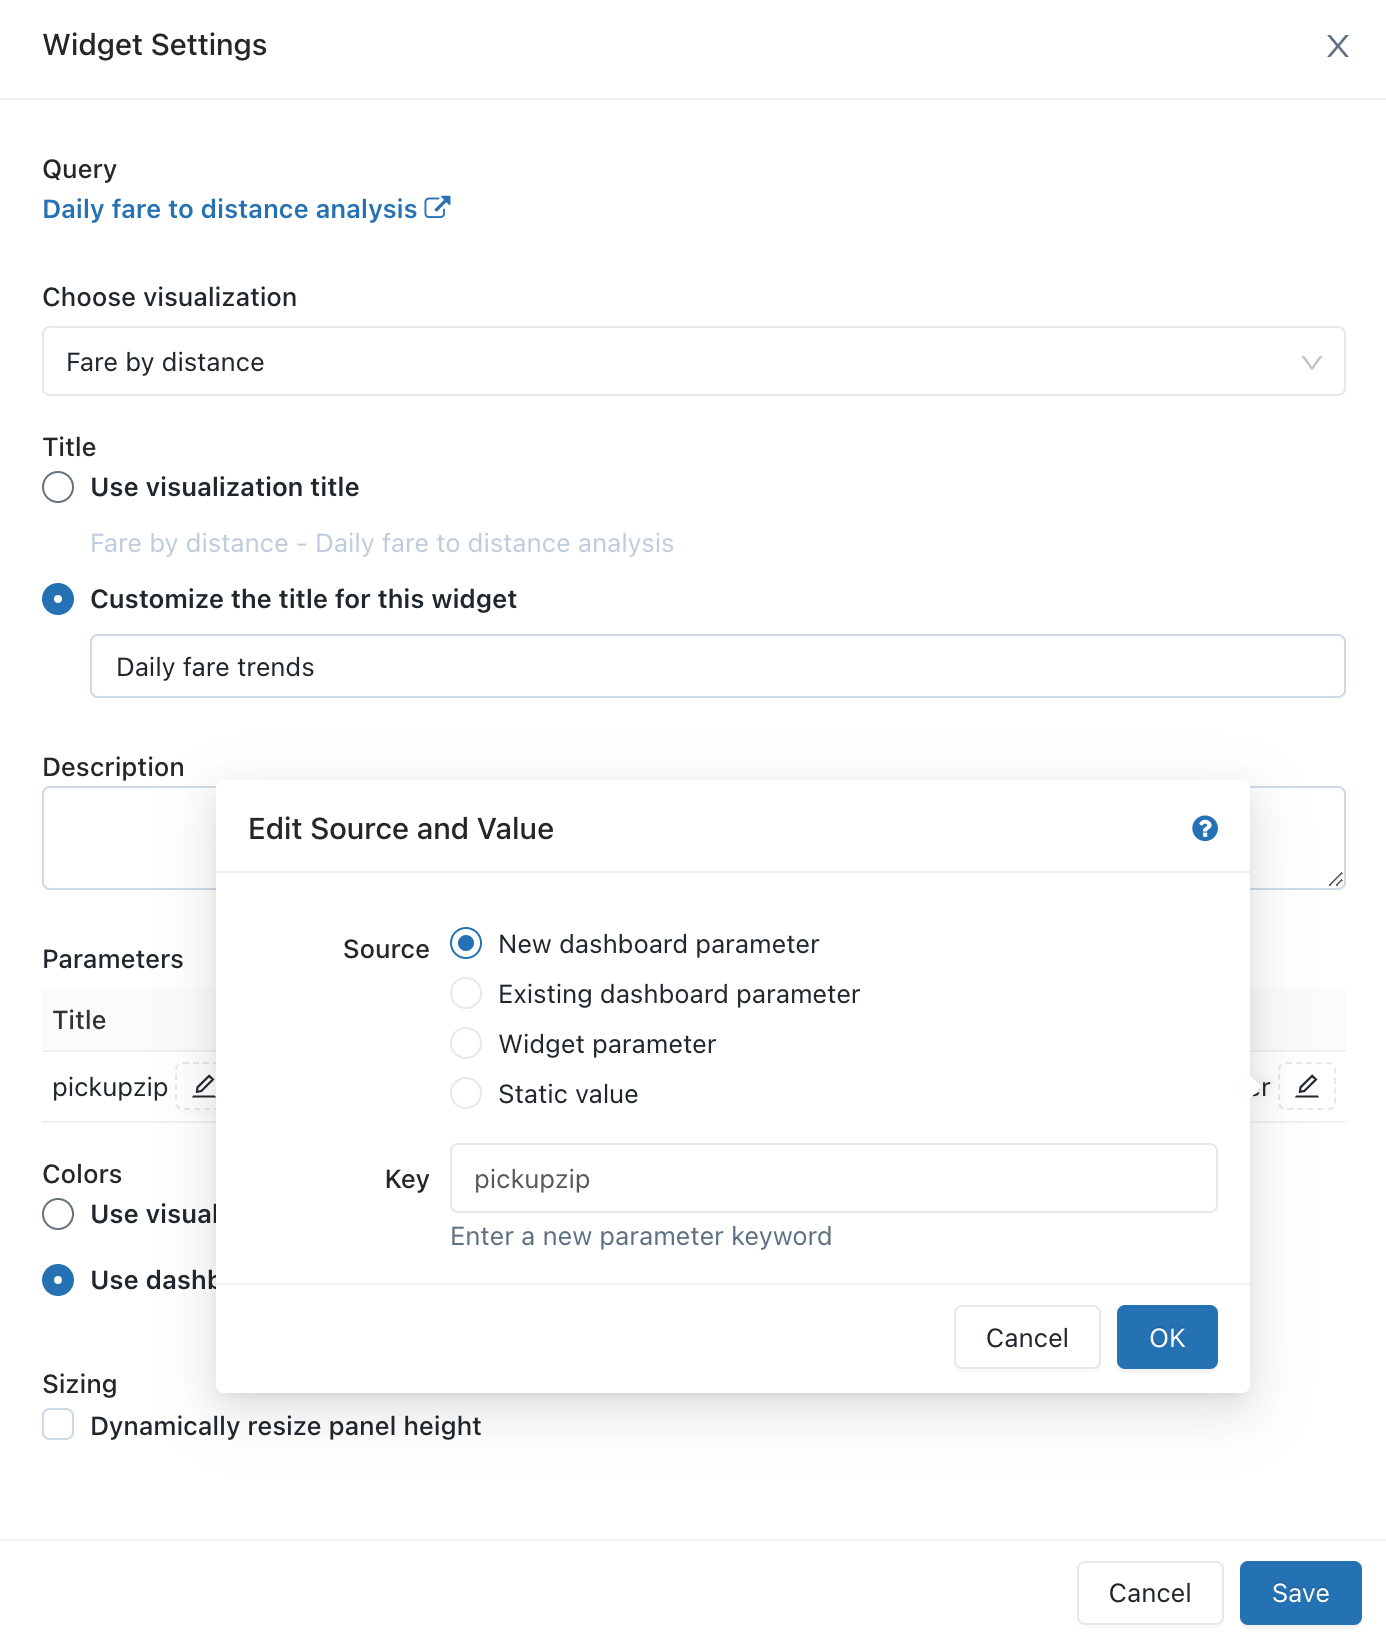 Widget Settings
Query
Daily fare to distance analysis
Choose visualization
Fare by distance
Title
Use visualization title
Fare by distance - Daily fare to distance analysis
Customize the title for this widget
Daily fare trends
Description
Edit Source and Value
Source
New dashboard parameter
Existing dashboard parameter
Widget parameter
Static value
Parameters
Title
pickupzip
Key
pickupzip
Enter a new parameter keyword
Colors
Use visual
Use dashb
Cancel
OK
Sizing
Dynamically resize panel height
Cancel
Save